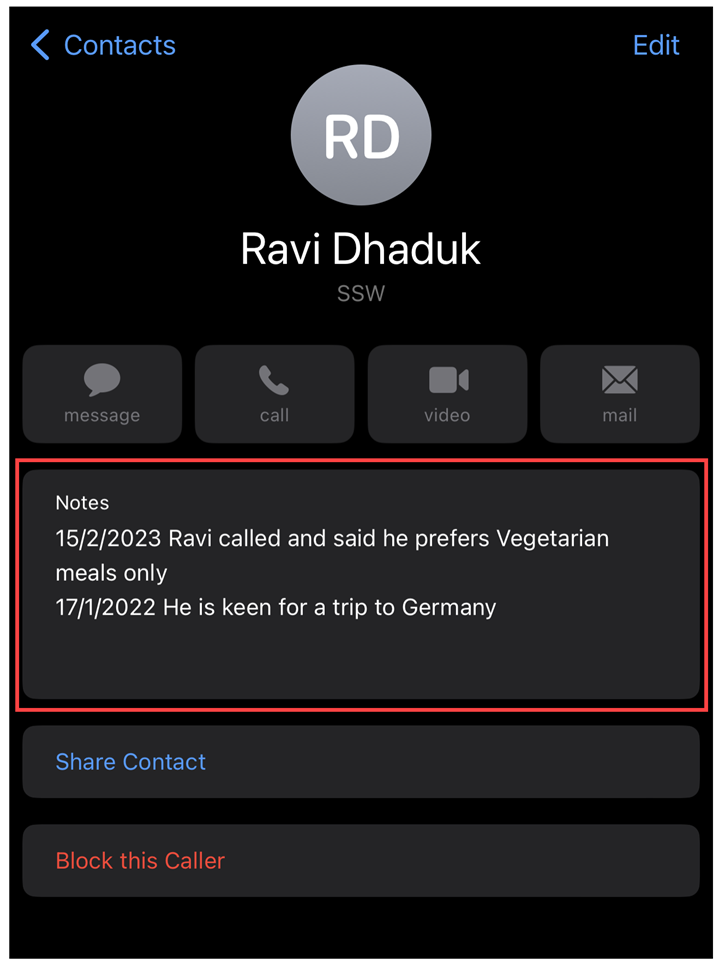 Contacts
Edit
RD
Ravi Dhaduk
SSW
message
call
video
mail
Notes
15/2/2023 Ravi called and said he prefers Vegetarian
meals only
17/1/2022 He is keen for a trip to Germany
Share Contact
Block this Caller